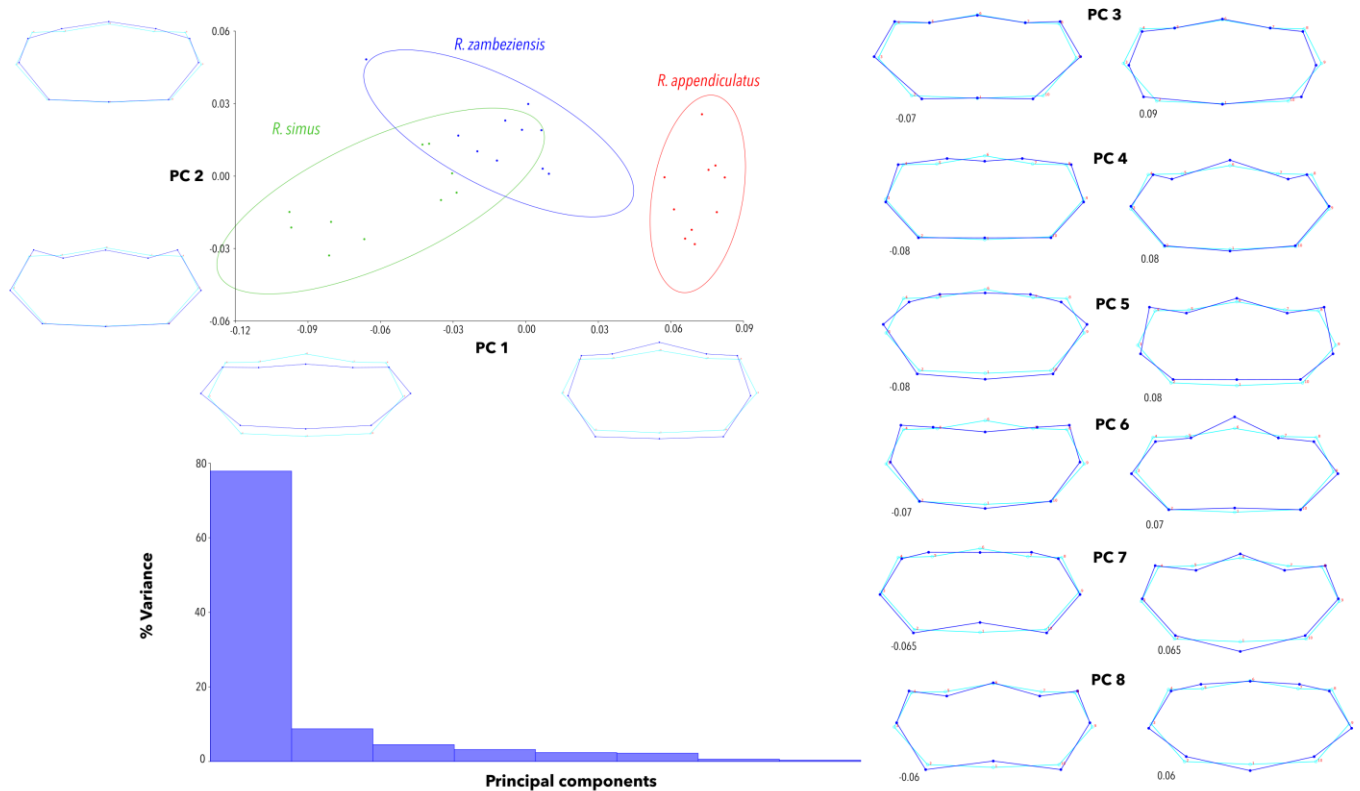 0.06
R. zambeziensis
R. appendiculatus
0.03
R. simus
PC 2
0.00
-0.03
-0.06
-0.12
-0.09
-0.06
-0.03
0.00
0.03
0.06
0.09
PC 1
80
60
% Variance
40
20
0
Principal components
PC 3
-0.07
0.09
PC 4
-0.08
0.08
PC 5
-0.08
0.08
PC 6
-0.07
0.07
PC 7
-0.065
0.065
PC 8
-0.06
0.06